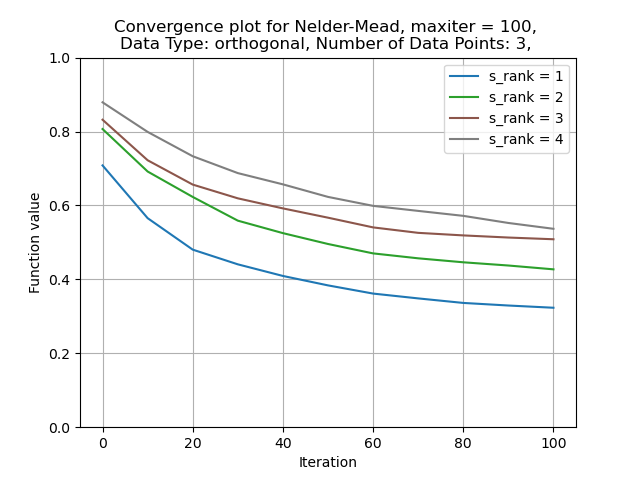 Convergence plot for Nelder-Mead, maxiter = 100,
Data Type: orthogonal, Number of Data Points: 3,
1.0
0.8
0.6
0.4
0.2
0.0
Function value
s_rank = 1
s_rank = 2
s_rank = 3
s_rank = 4
0 20 40 60 80 100
Iteration